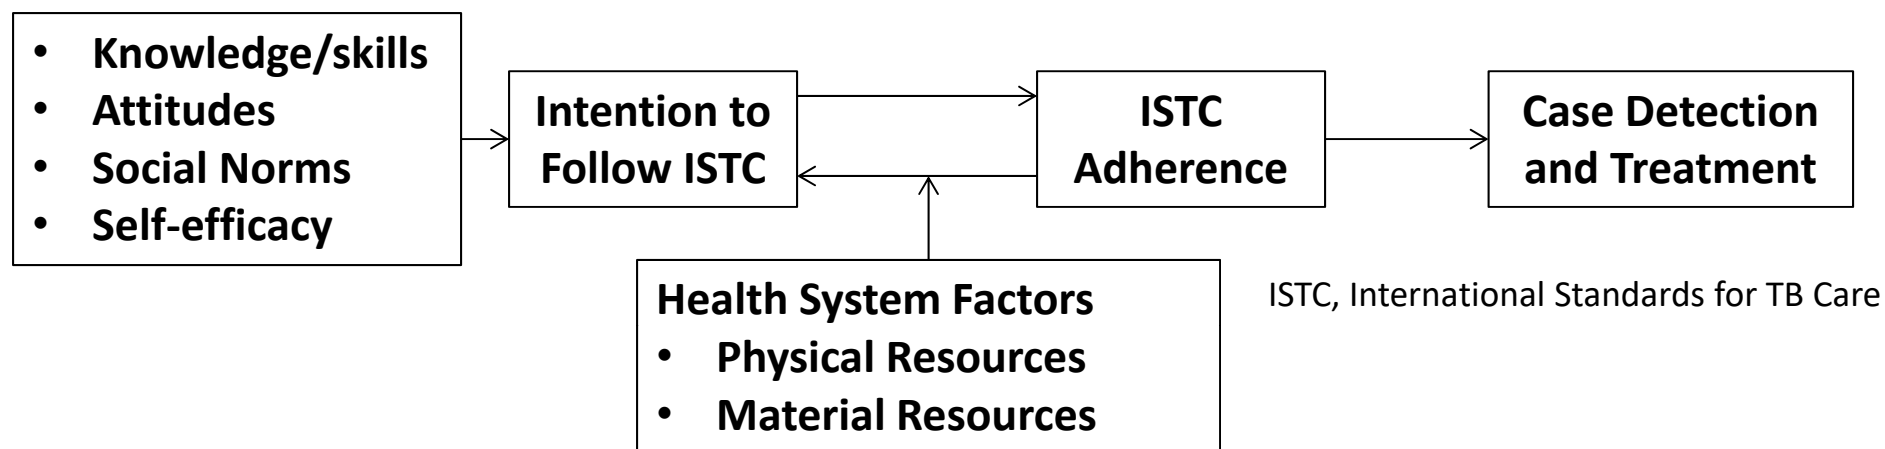 • Knowledge/skills
• Attitudes
• Social Norms
• Self-efficacy
Intention to
Follow ISTC
ISTC
Adherence
Case Detection
and Treatment
Health System Factors
• Physical Resources
• Material Resources
ISTC, International Standards for TB Care